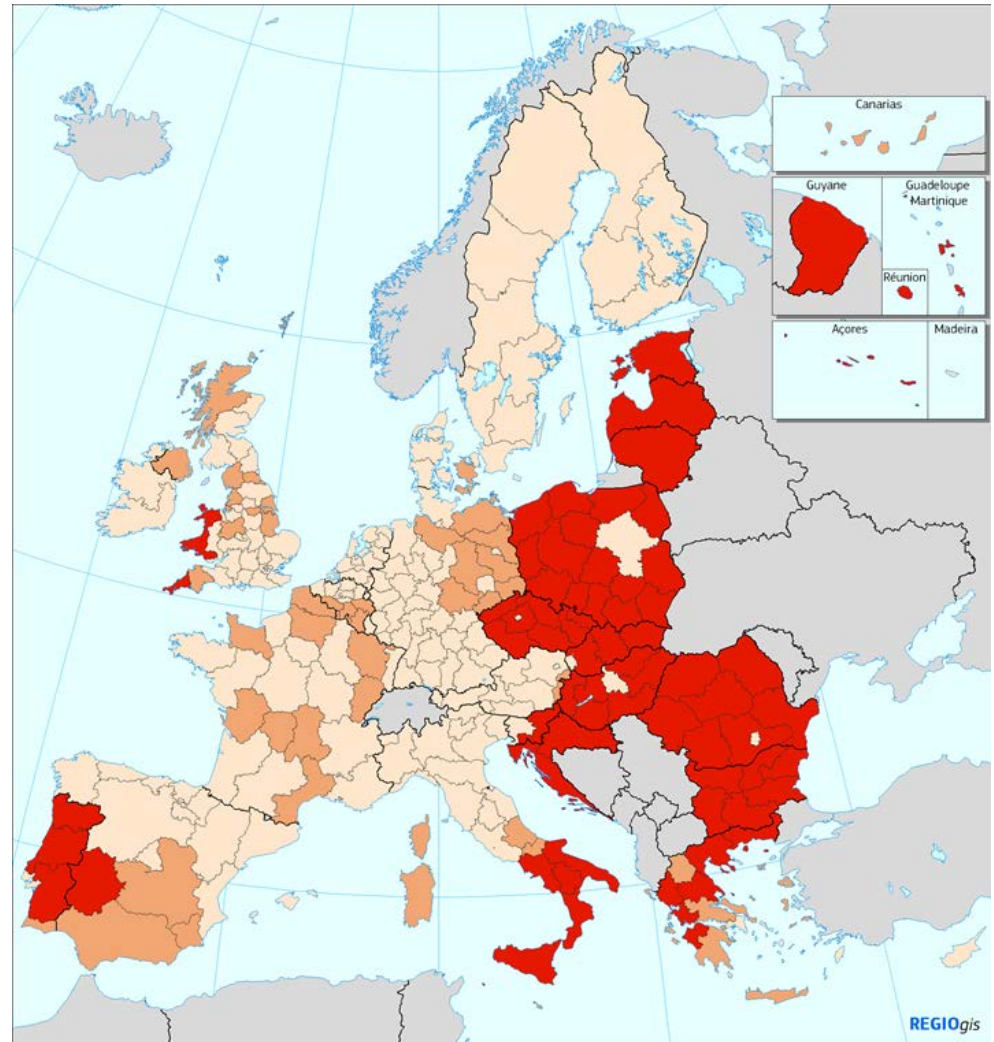 Canarias
Guyane
Guadeloupe
Martinique
Réunion
Açores
Madeira
REGIOgis